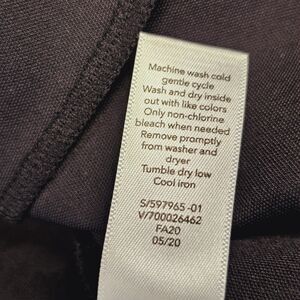 Machine wash cold
gentle cycle
Wash and dry inside
out with like colors
Only non-chlorine
bleach when needed
Remove promptly
from washer and
dryer
Tumble dry low
Cool iron
S/597965-01
V/700026462
FA20
05/20